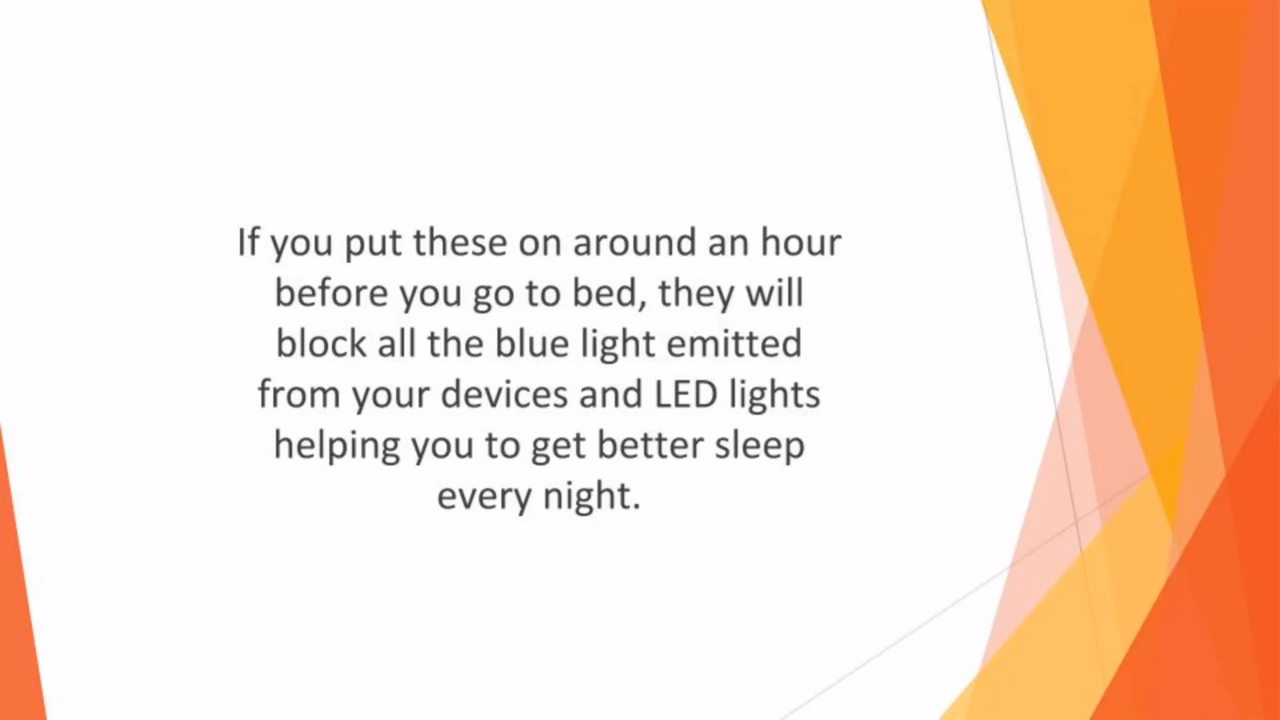 If you put these on around an hour
before you go to bed, they will
block all the blue light emitted
from your devices and LED lights
helping you to get better sleep
every night.